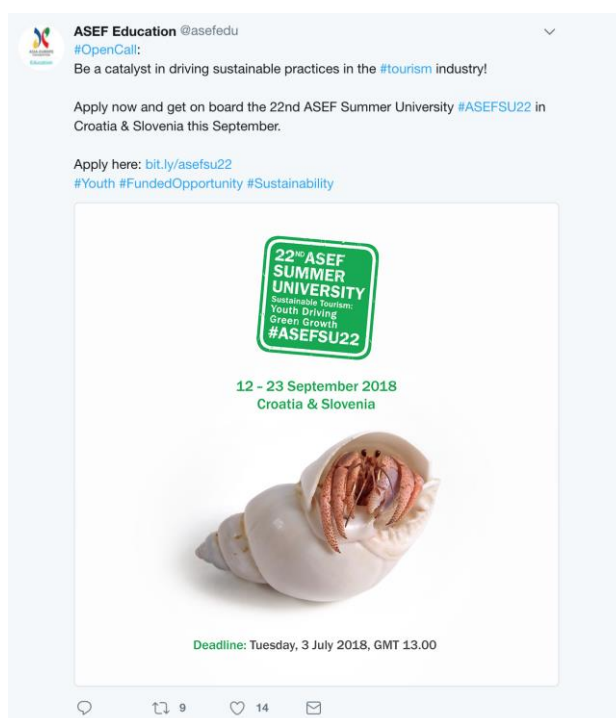 ASEF Education @asefedu
#OpenCall:
Be a catalyst in driving sustainable practices in the #tourism industry!
Apply now and get on board the 22nd ASEF Summer University #ASEFSU22 in
Croatia & Slovenia this September.
Apply here: bit.ly/asefsu22
#Youth #FundedOpportunity #Sustainability
22ND ASEF
SUMMER
UNIVERSITY
Sustainable Tourism:
Youth Driving
Green Growth
#ASEFSU22
12 - 23 September 2018
Croatia & Slovenia
Deadline: Tuesday, 3 July 2018, GMT 13.00
9 14